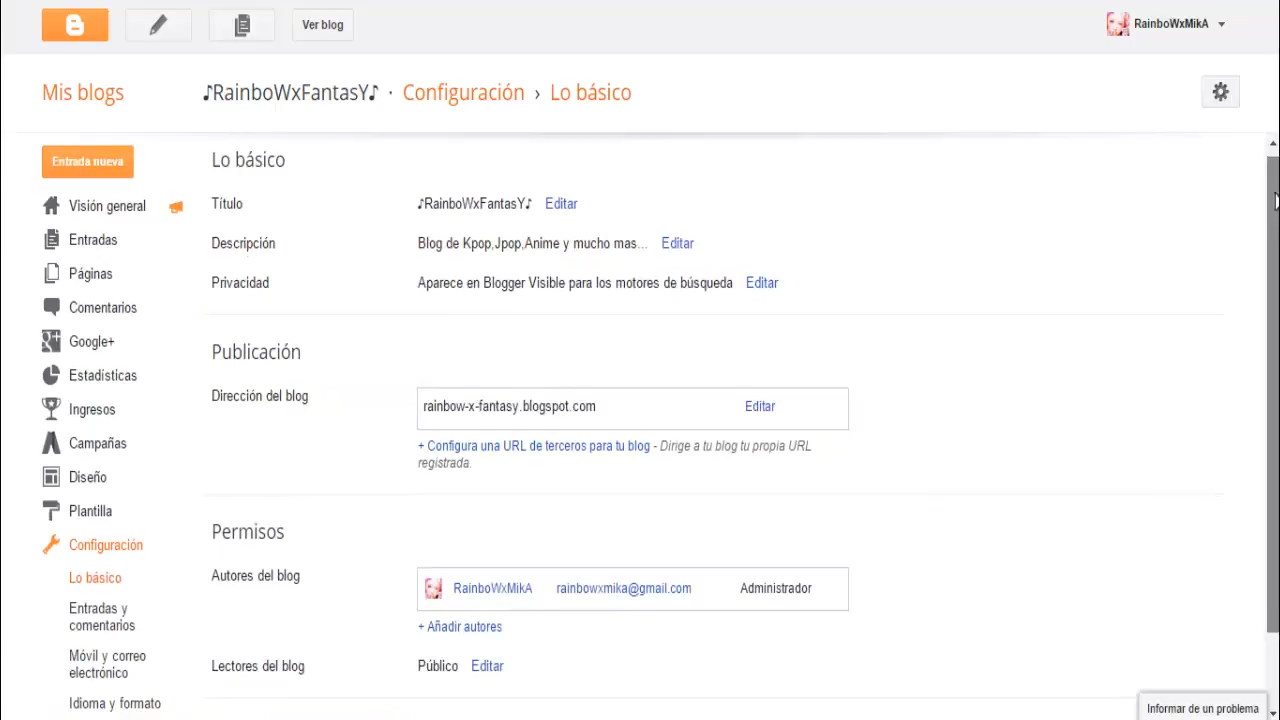 Ver blog
RainboWxMikA
Mis blogs
♪RainboWxFantasY♪ · Configuración › Lo básico
Entrada nueva
Visión general
Entradas
Páginas
Comentarios
Google+
Estadísticas
Ingresos
Campañas
Diseño
Plantilla
Configuración
Lo básico
Entradas y
comentarios
Móvil y correo
electrónico
Idioma y formato
Lo básico
Título ♪RainboWxFantasY♪ Editar
Descripción Blog de Kpop,Jpop,Anime y mucho mas... Editar
Privacidad Aparece en Blogger Visible para los motores de búsqueda Editar
Publicación
Dirección del blog rainbow-x-fantasy.blogspot.com Editar
+ Configura una URL de terceros para tu blog - Dirige a tu blog tu propia URL
registrada.
Permisos
Autores del blog RainboWxMikA rainbowxmika@gmail.com Administrador
+ Añadir autores
Lectores del blog Público Editar
Informar de un problema